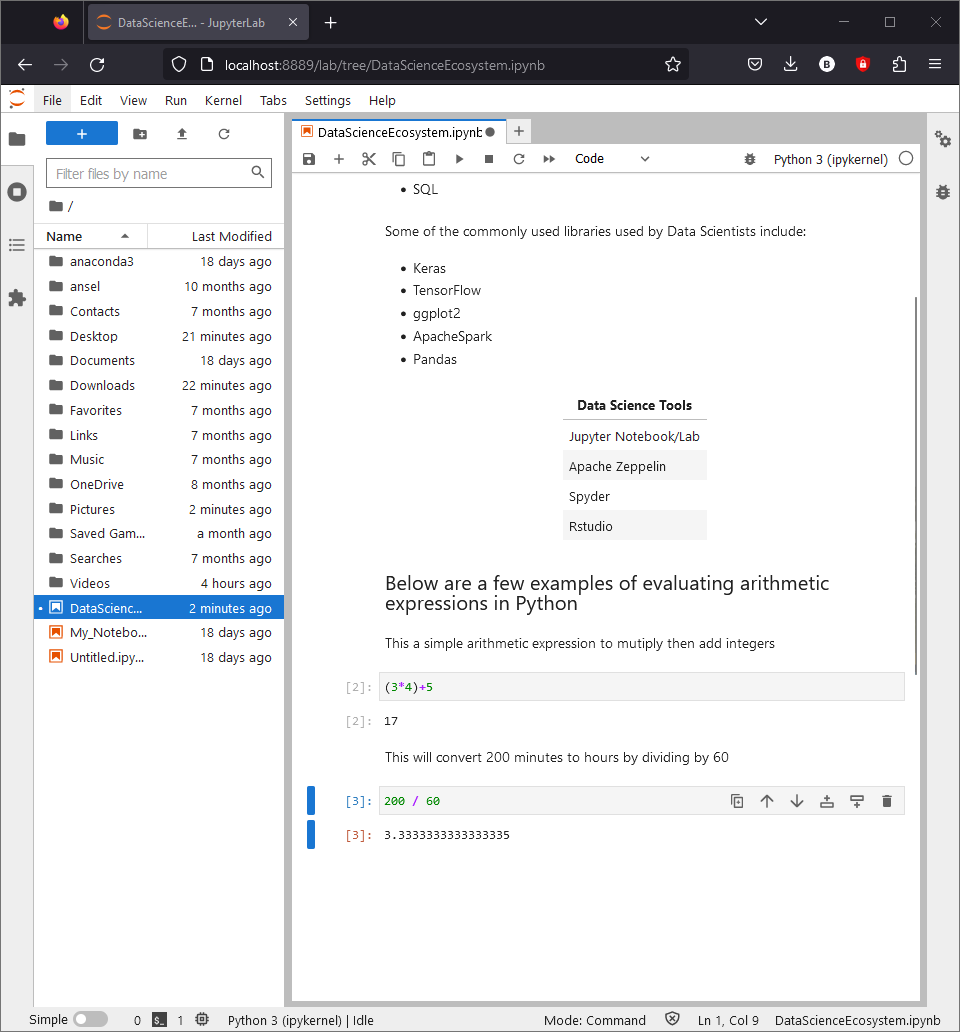 DataScienceE... - JupyterLab
localhost:8889/lab/tree/DataScienceEcosystem.ipynb
B
File Edit View Run Kernel Tabs Settings Help
Filter files by name
/
Name Last Modified
anaconda3 18 days ago
ansel 10 months ago
Contacts 7 months ago
Desktop 21 minutes ago
Documents 18 days ago
Downloads 22 minutes ago
Favorites 7 months ago
Links 7 months ago
Music 7 months ago
OneDrive 8 months ago
Pictures 2 minutes ago
Saved Gam... a month ago
Searches 7 months ago
Videos 4 hours ago
DataScienc... 2 minutes ago
My_Notebo... 18 days ago
Untitled.ipy... 18 days ago
DataScienceEcosystem.ipynb
Code Python 3 (ipykernel)
• SQL
Some of the commonly used libraries used by Data Scientists include:
• Keras
• TensorFlow
• ggplot2
• ApacheSpark
• Pandas
Data Science Tools
Jupyter Notebook/Lab
Apache Zeppelin
Spyder
Rstudio
Below are a few examples of evaluating arithmetic
expressions in Python
This a simple arithmetic expression to mutiply then add integers
[2]: (3*4)+5
[2]: 17
This will convert 200 minutes to hours by dividing by 60
[3]: 200 / 60
[3]: 3.3333333333333335
Simple 0 $_ 1 Python 3 (ipykernel) | Idle Mode: Command Ln 1, Col 9 DataScienceEcosystem.ipynb